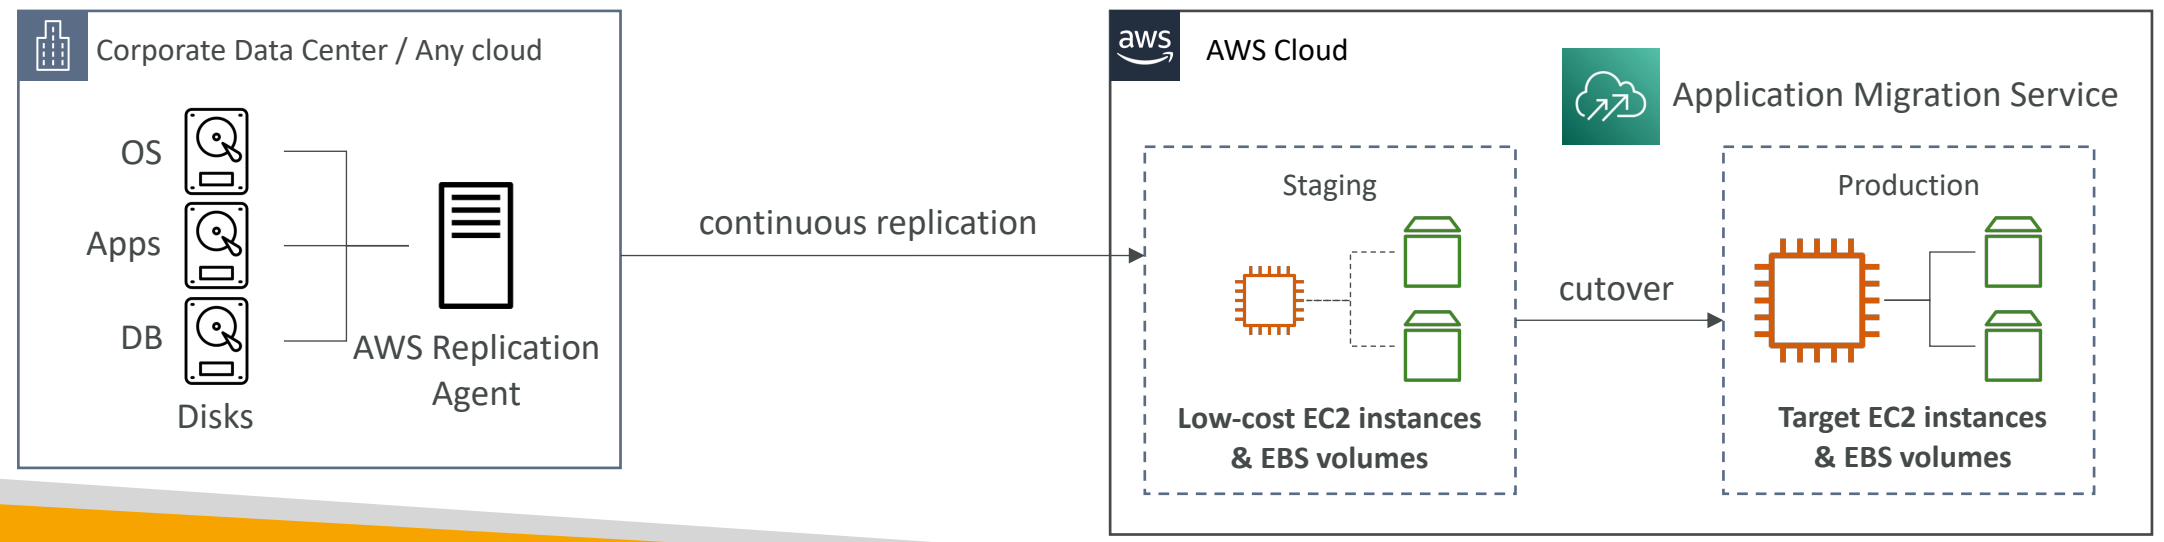 Corporate Data Center / Any cloud
OS
Apps
DB
Disks
AWS Replication
Agent
continuous replication
aws
AWS Cloud
Application Migration Service
Staging
Low-cost EC2 instances
& EBS volumes
cutover
Production
Target EC2 instances
& EBS volumes